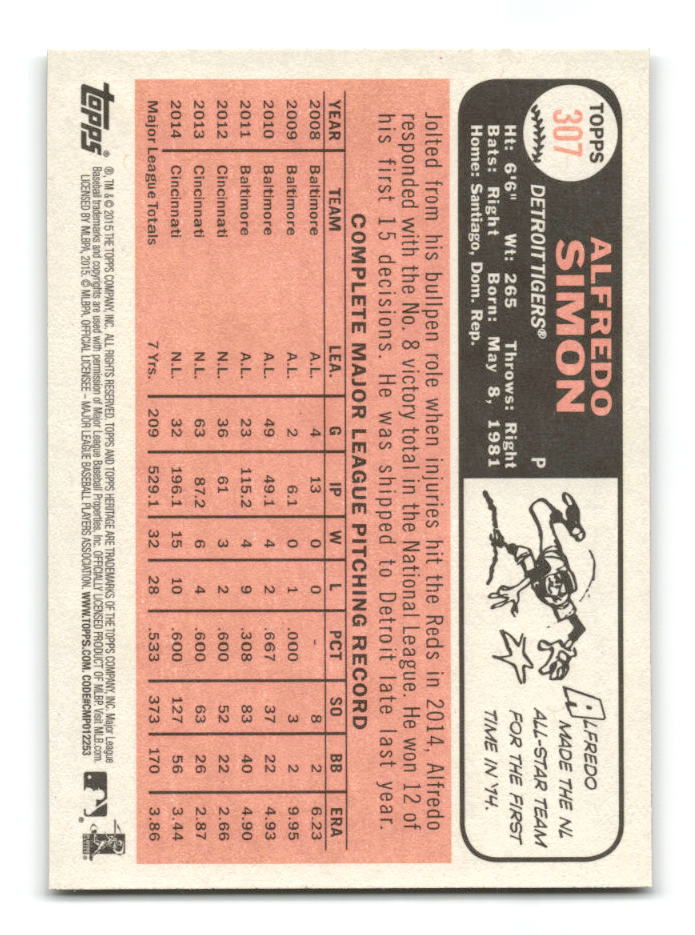 TOPPS
307
ALFREDO
SIMON
DETROIT TIGERS®
P
Ht: 6'6" Wt: 265 Throws: Right
Bats: Right Born: May 8, 1981
Home: Santiago, Dom. Rep.
ALFREDO
MADE THE NL
ALL-STAR TEAM
FOR THE FIRST
TIME IN '14.
Jolted from his bullpen role when injuries hit the Reds in 2014, Alfredo
responded with the No. 8 victory total in the National League. He won 12 of
his first 15 decisions. He was shipped to Detroit late last year.
COMPLETE MAJOR LEAGUE PITCHING RECORD
YEAR TEAM LEA. G IP W L PCT SO BB ERA
2008 Baltimore A.L. 4 13 0 0 - 8 2 6.23
2009 Baltimore A.L. 2 6.1 0 1 .000 3 2 9.95
2010 Baltimore A.L. 49 49.1 4 2 .667 37 22 4.93
2011 Baltimore A.L. 23 115.2 4 9 .308 83 40 4.90
2012 Cincinnati N.L. 36 61 3 2 .600 52 22 2.66
2013 Cincinnati N.L. 63 87.2 6 4 .600 63 26 2.87
2014 Cincinnati N.L. 32 196.1 15 10 .600 127 56 3.44
Major League Totals 7 Yrs. 209 529.1 32 28 .533 373 170 3.86
topps®
®, TM & © 2015 THE TOPPS COMPANY, INC. ALL RIGHTS RESERVED. TOPPS AND TOPPS HERITAGE ARE TRADEMARKS OF THE TOPPS COMPANY, INC. Major League
Baseball trademarks and copyrights are used with permission of Major League Baseball Properties, Inc. OFFICIALLY LICENSED PRODUCT OF MLBP. Visit MLB.com.
LICENSED BY MLBPA, 2015. © MLBPA, OFFICIAL LICENSEE – MAJOR LEAGUE BASEBALL PLAYERS ASSOCIATION. WWW.TOPPS.COM. CODE#CMP012253